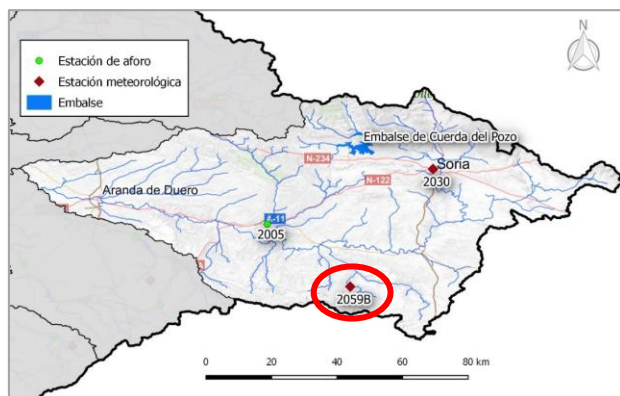 Estación de aforo
Estación meteorológica
Embalse
Embalse de Cuerda del Pozo
N-234
Soria
2030
N-122
Aranda de Duero
A-11
2005
2059B
0 20 40 60 80 km